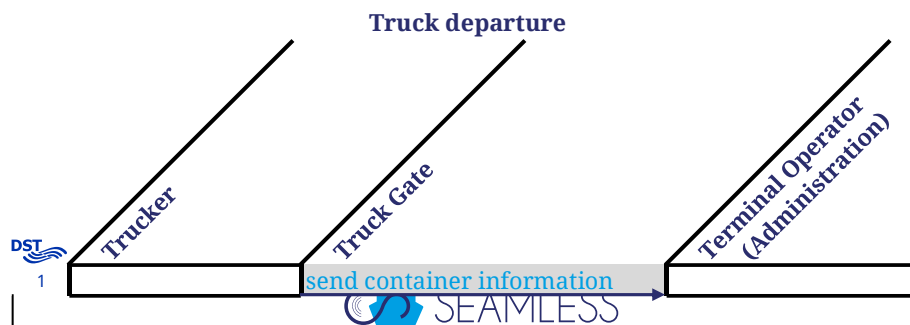 Truck departure
Trucker
Truck Gate
Terminal Operator
(Administration)
DST
1
send container information
SEAMLESS